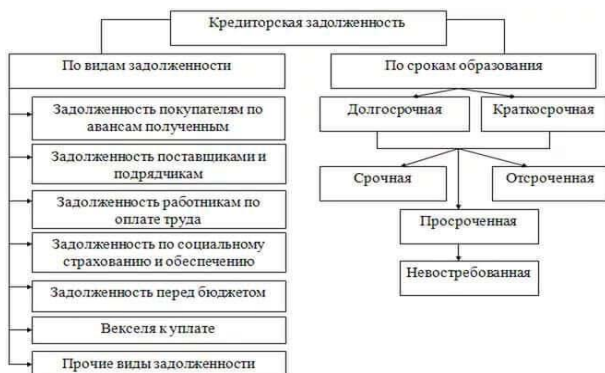 Кредиторская задолженность
По видам задолженности
Задолженность покупателям по
авансам полученным
Задолженность поставщиками и
подрядчикам
Задолженность работникам по
оплате труда
Задолженность по социальному
страхованию и обеспечению
Задолженность перед бюджетом
Векселя к уплате
Прочие виды задолженности
По срокам образования
Долгосрочная
Краткосрочная
Срочная
Отсроченная
Просроченная
Невостребованная